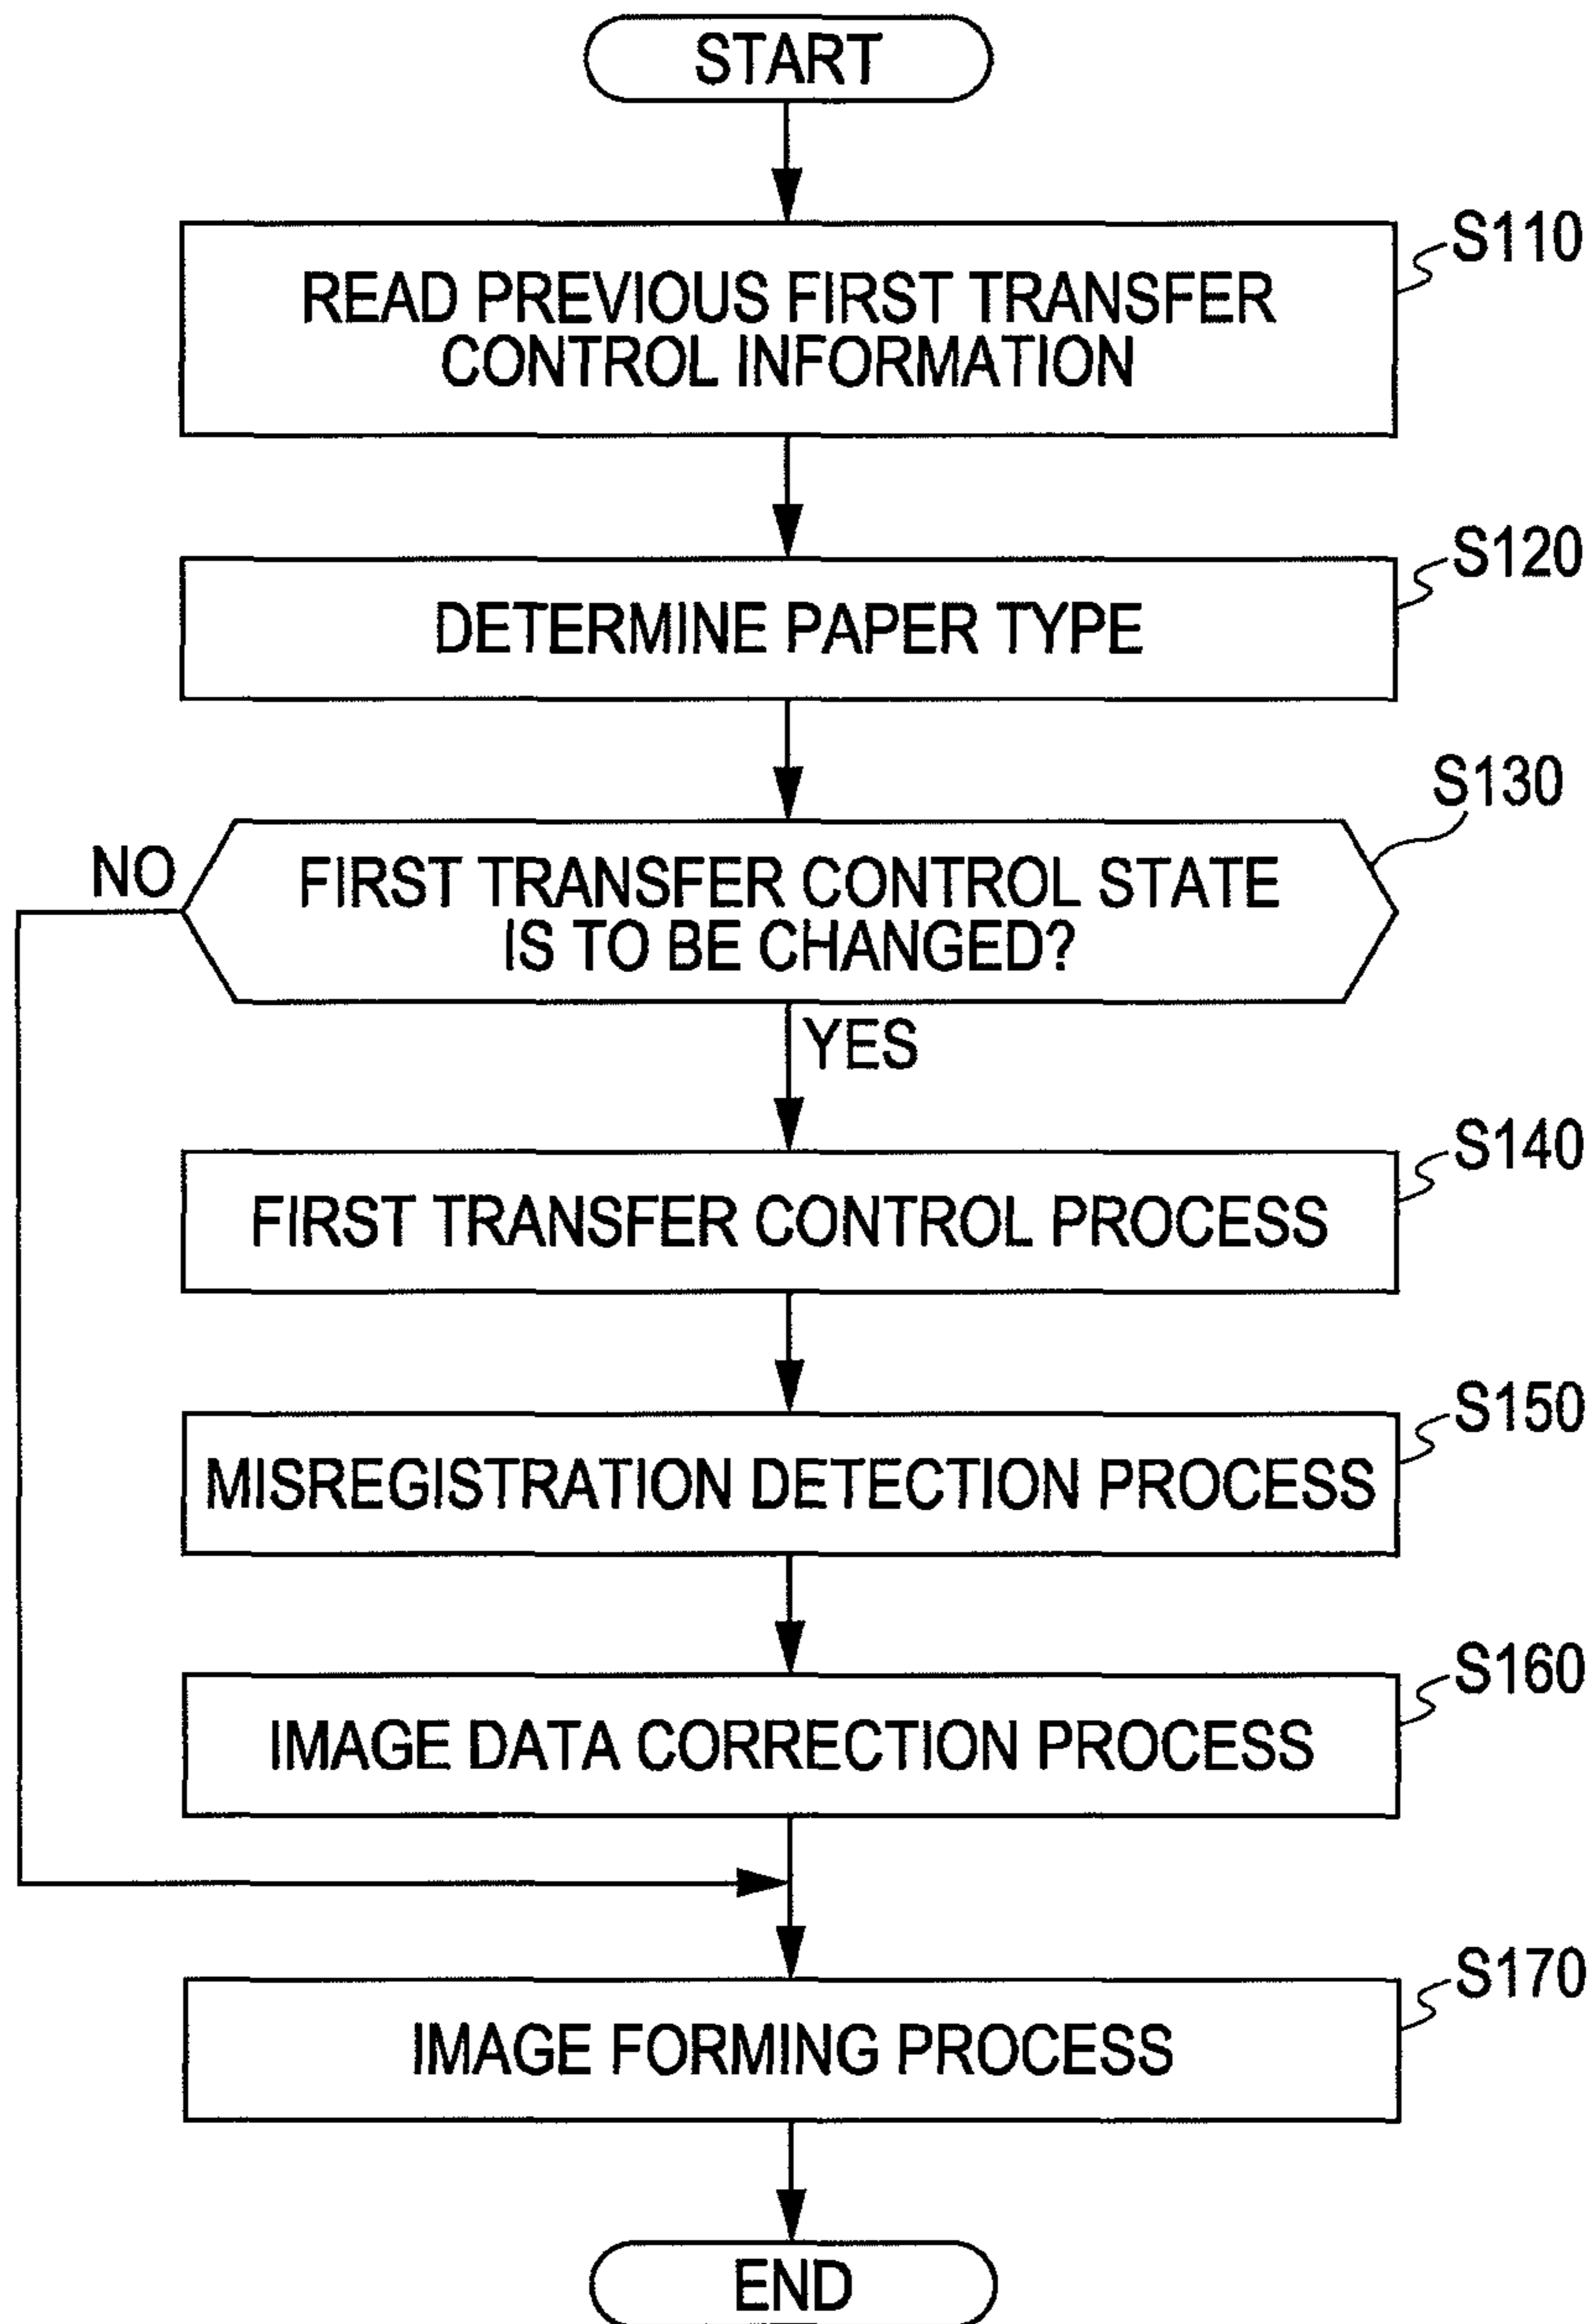 START
S110
READ PREVIOUS FIRST TRANSFER
CONTROL INFORMATION
S120
DETERMINE PAPER TYPE
S130
NO
FIRST TRANSFER CONTROL STATE
IS TO BE CHANGED?
YES
S140
FIRST TRANSFER CONTROL PROCESS
S150
MISREGISTRATION DETECTION PROCESS
S160
IMAGE DATA CORRECTION PROCESS
S170
IMAGE FORMING PROCESS
END